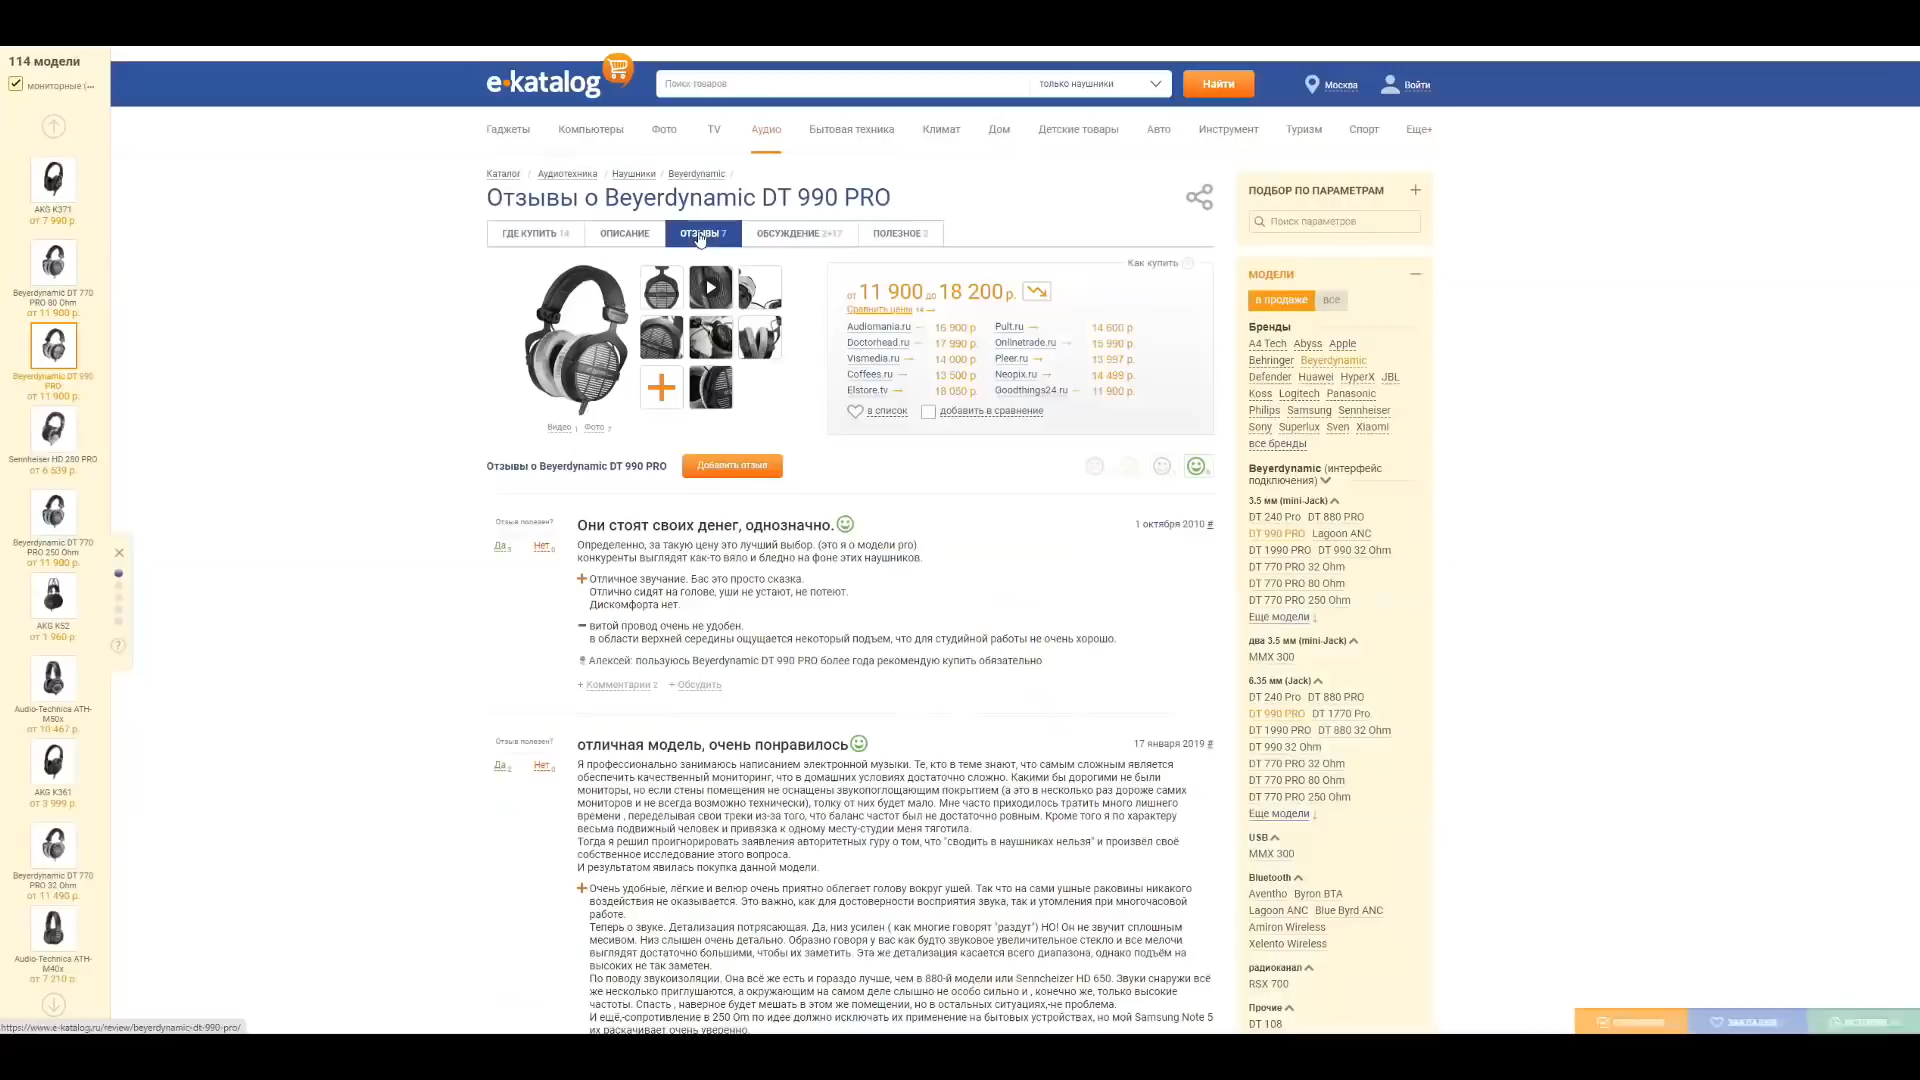 114 модели
мониторные (...
AKG K371
от 7 990 р.
Beyerdynamic DT 770
PRO 80 Ohm
от 11 900 р.
Beyerdynamic DT 990
PRO
от 11 900 р.
Sennheiser HD 280 PRO
от 6 539 р.
Beyerdynamic DT 770
PRO 250 Ohm
от 11 900 р.
AKG K52
от 1 960 р.
Audio-Technica ATH-
M50x
от 10 467 р.
AKG K361
от 3 999 р.
Beyerdynamic DT 770
PRO 32 Ohm
от 11 490 р.
Audio-Technica ATH-
M40x
от 7 210 р.
https://www.e-katalog.ru/review/beyerdynamic-dt-990-pro/
e·katalog
Поиск товаров
только наушники
Найти
Москва
Войти
Гаджеты Компьютеры Фото TV Аудио Бытовая техника Климат Дом Детские товары Авто Инструмент Туризм Спорт Еще+
Каталог / Аудиотехника / Наушники / Beyerdynamic /
Отзывы о Beyerdynamic DT 990 PRO
ГДЕ КУПИТЬ 14 ОПИСАНИЕ ОТЗЫВЫ 7 ОБСУЖДЕНИЕ 2+17 ПОЛЕЗНОЕ 2
Видео 1 Фото 7
Как купить ?
от 11 900 до 18 200 р.
Сравнить цены 14 →
Audiomania.ru → 16 900 р Pult.ru → 14 600 р
Doctorhead.ru → 17 990 р. Onlinetrade.ru → 15 990 р.
Vismedia.ru → 14 000 р. Pleer.ru → 13 997 р.
Coffees.ru → 13 500 р. Neopix.ru → 14 499 р.
Elstore.tv → 18 050 р. Goodthings24.ru → 11 900 р.
в список добавить в сравнение
Отзывы о Beyerdynamic DT 990 PRO
Добавить отзыв
Отзыв полезен?
Да 3 Нет 0
Они стоят своих денег, однозначно.
1 октября 2010 #
Определенно, за такую цену это лучший выбор. (это я о модели pro)
конкуренты выглядят как-то вяло и бледно на фоне этих наушников.
+ Отличное звучание. Бас это просто сказка.
Отлично сидят на голове, уши не устают, не потеют.
Дискомфорта нет.
− витой провод очень не удобен.
в области верхней середины ощущается некоторый подъем, что для студийной работы не очень хорошо.
Алексей: пользуюсь Beyerdynamic DT 990 PRO более года рекомендую купить обязательно
+ Комментарии 2 + Обсудить
Отзыв полезен?
Да 2 Нет 0
отличная модель, очень понравилось
17 января 2019 #
Я профессионально занимаюсь написанием электронной музыки. Те, кто в теме знают, что самым сложным является
обеспечить качественный мониторинг, что в домашних условиях достаточно сложно. Какими бы дорогими не были
мониторы, но если стены помещения не оснащены звукопоглощающим покрытием (а это в несколько раз дороже самих
мониторов и не всегда возможно технически), толку от них будет мало. Мне часто приходилось тратить много лишнего
времени , переделывая свои треки из-за того, что баланс частот был не достаточно ровным. Кроме того я по характеру
весьма подвижный человек и привязка к одному месту-студии меня тяготила.
Тогда я решил проигнорировать заявления авторитетных гуру о том, что "сводить в наушниках нельзя" и произвёл своё
собственное исследование этого вопроса.
И результатом явилась покупка данной модели.
+ Очень удобные, лёгкие и велюр очень приятно облегает голову вокруг ушей. Так что на сами ушные раковины никакого
воздействия не оказывается. Это важно, как для достоверности восприятия звука, так и утомления при многочасовой
работе.
Теперь о звуке. Детализация потрясающая. Да, низ усилен ( как многие говорят "раздут") НО! Он не звучит сплошным
месивом. Низ слышен очень детально. Образно говоря у вас как будто звуковое увеличительное стекло и все мелочи
выглядят достаточно большими, чтобы их заметить. Эта же детализация касается всего диапазона, однако подъём на
высоких не так заметен.
По поводу звукоизоляции. Она всё же есть и гораздо лучше, чем в 880-й модели или Senncheizer HD 650. Звуки снаружи всё
же несколько приглушаются, а окружающим на самом деле слышно не особо сильно и , конечно же, только высокие
частоты. Спасть , наверное будет мешать в этом же помещении, но в остальных ситуациях,-не проблема.
И ещё,-сопротивление в 250 Om по идее должно исключать их применение на бытовых устройствах, но мой Samsung Note 5
их раскачивает очень уверенно.
ПОДБОР ПО ПАРАМЕТРАМ +
Поиск параметров
МОДЕЛИ −
в продаже все
Бренды
A4 Tech Abyss Apple
Behringer Beyerdynamic
Defender Huawei HyperX JBL
Koss Logitech Panasonic
Philips Samsung Sennheiser
Sony Superlux Sven Xiaomi
все бренды
Beyerdynamic (интерфейс
подключения)
3.5 мм (mini-Jack)
DT 240 Pro DT 880 PRO
DT 990 PRO Lagoon ANC
DT 1990 PRO DT 990 32 Ohm
DT 770 PRO 32 Ohm
DT 770 PRO 80 Ohm
DT 770 PRO 250 Ohm
Еще модели ↓
два 3.5 мм (mini-Jack)
MMX 300
6.35 мм (Jack)
DT 240 Pro DT 880 PRO
DT 990 PRO DT 1770 Pro
DT 1990 PRO DT 880 32 Ohm
DT 990 32 Ohm
DT 770 PRO 32 Ohm
DT 770 PRO 80 Ohm
DT 770 PRO 250 Ohm
Еще модели ↓
USB
MMX 300
Bluetooth
Aventho Byron BTA
Lagoon ANC Blue Byrd ANC
Amiron Wireless
Xelento Wireless
радиоканал
RSX 700
Прочие
DT 108